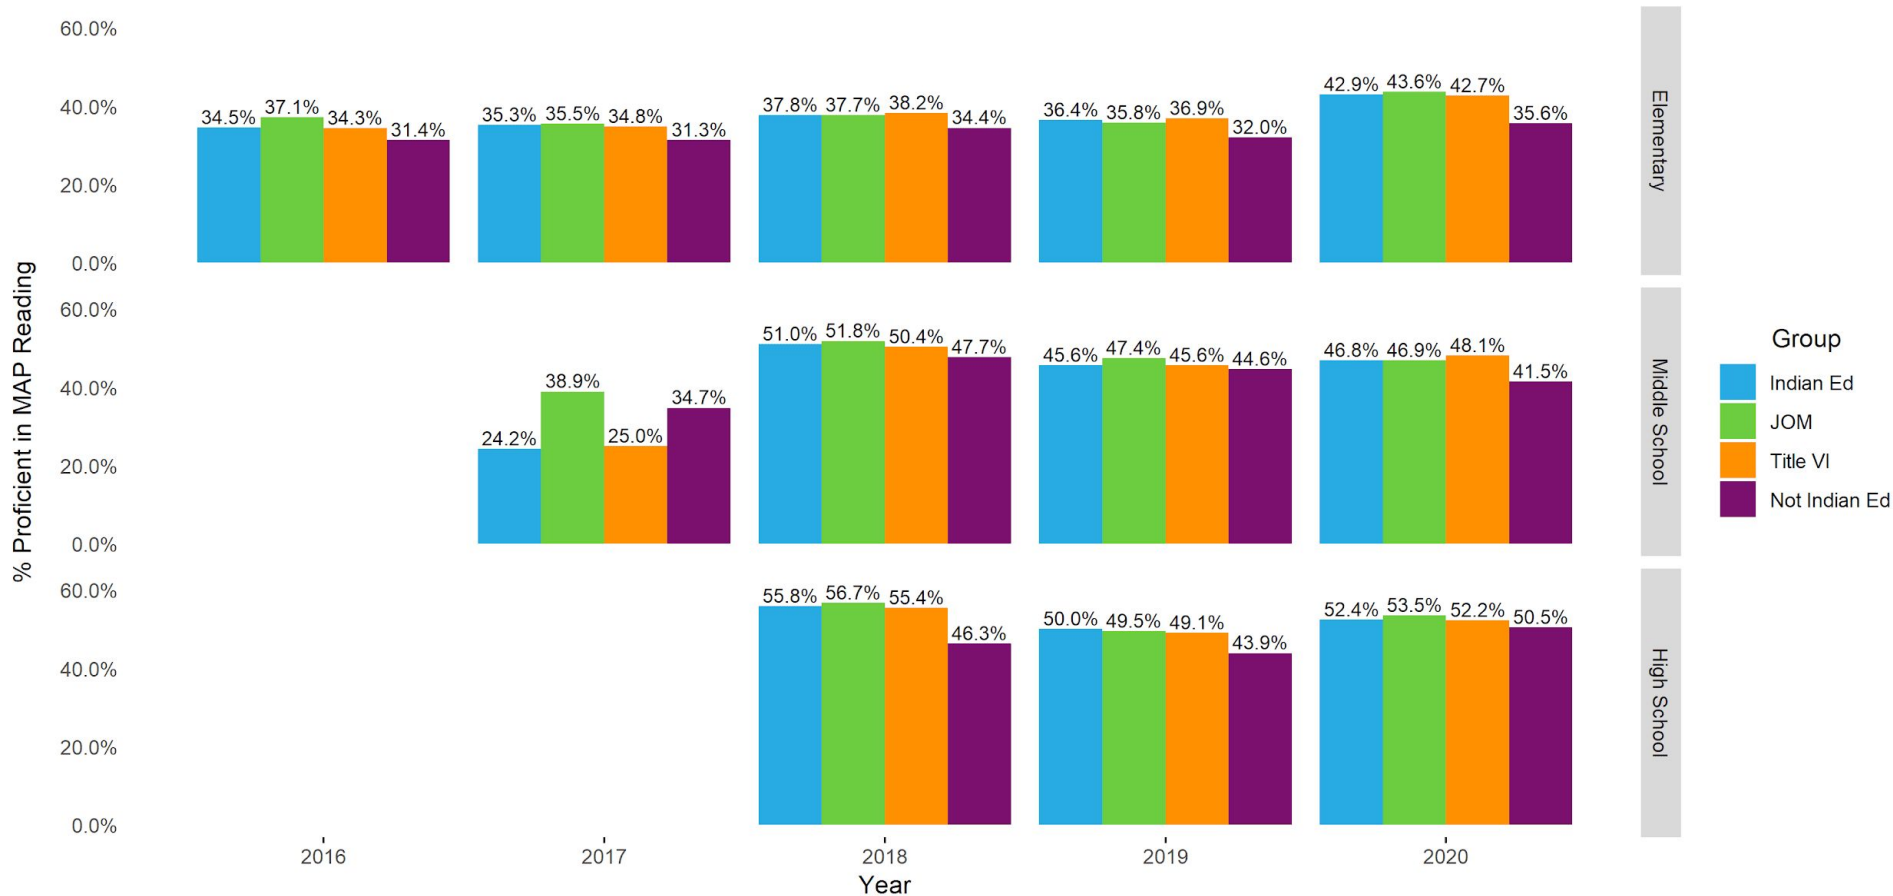 % Proficient in MAP Reading
60.0%
40.0%
20.0%
0.0%
34.5% 37.1% 34.3% 31.4%
35.3% 35.5% 34.8% 31.3%
37.8% 37.7% 38.2% 34.4%
36.4% 35.8% 36.9% 32.0%
42.9% 43.6% 42.7% 35.6%
Elementary
60.0%
40.0%
20.0%
0.0%
24.2% 38.9% 25.0% 34.7%
51.0% 51.8% 50.4% 47.7%
45.6% 47.4% 45.6% 44.6%
46.8% 46.9% 48.1% 41.5%
Middle School
60.0%
40.0%
20.0%
0.0%
55.8% 56.7% 55.4% 46.3%
50.0% 49.5% 49.1% 43.9%
52.4% 53.5% 52.2% 50.5%
High School
2016 2017 2018 2019 2020
Year
Group
Indian Ed
JOM
Title VI
Not Indian Ed